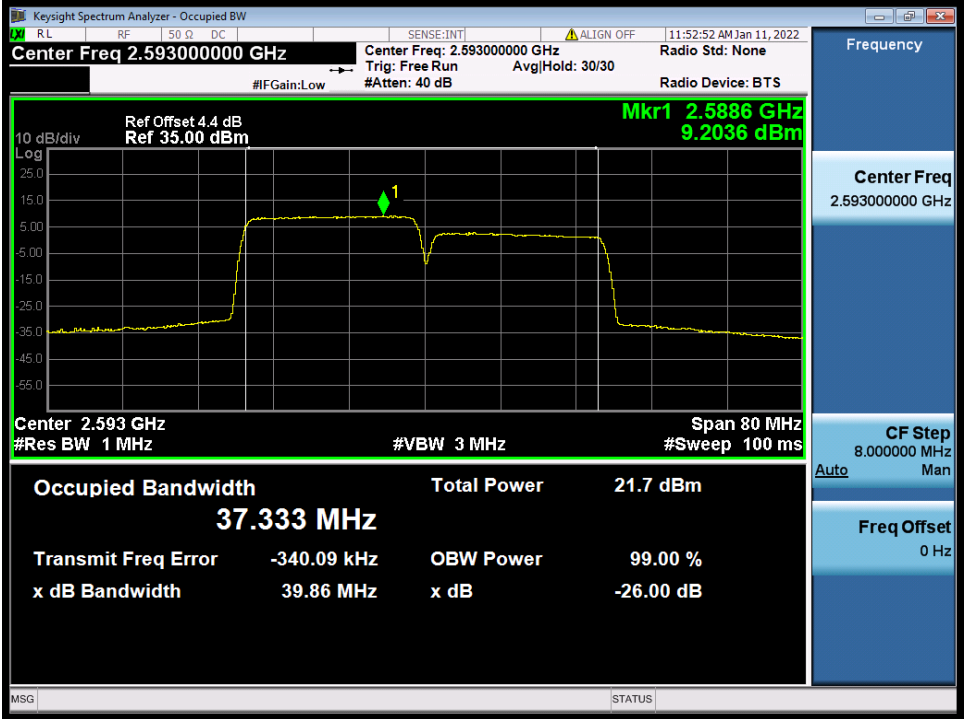 Keysight Spectrum Analyzer - Occupied BW
LXI RL RF 50 Ω DC SENSE:INT ALIGN OFF 11:52:52 AM Jan 11, 2022
Center Freq 2.593000000 GHz
Center Freq: 2.593000000 GHz
Radio Std: None
Trig: Free Run Avg|Hold: 30/30
#IFGain:Low
#Atten: 40 dB
Radio Device: BTS
Frequency
Mkr1 2.5886 GHz
9.2036 dBm
Ref Offset 4.4 dB
10 dB/div Ref 35.00 dBm
Log
25.0
15.0
5.00
-5.00
-15.0
-25.0
-35.0
-45.0
-55.0
1
Center 2.593 GHz Span 80 MHz
#Res BW 1 MHz #VBW 3 MHz #Sweep 100 ms
Center Freq
2.593000000 GHz
CF Step
8.000000 MHz
Auto Man
Freq Offset
0 Hz
Occupied Bandwidth Total Power 21.7 dBm
37.333 MHz
Transmit Freq Error -340.09 kHz OBW Power 99.00 %
x dB Bandwidth 39.86 MHz x dB -26.00 dB
MSG STATUS